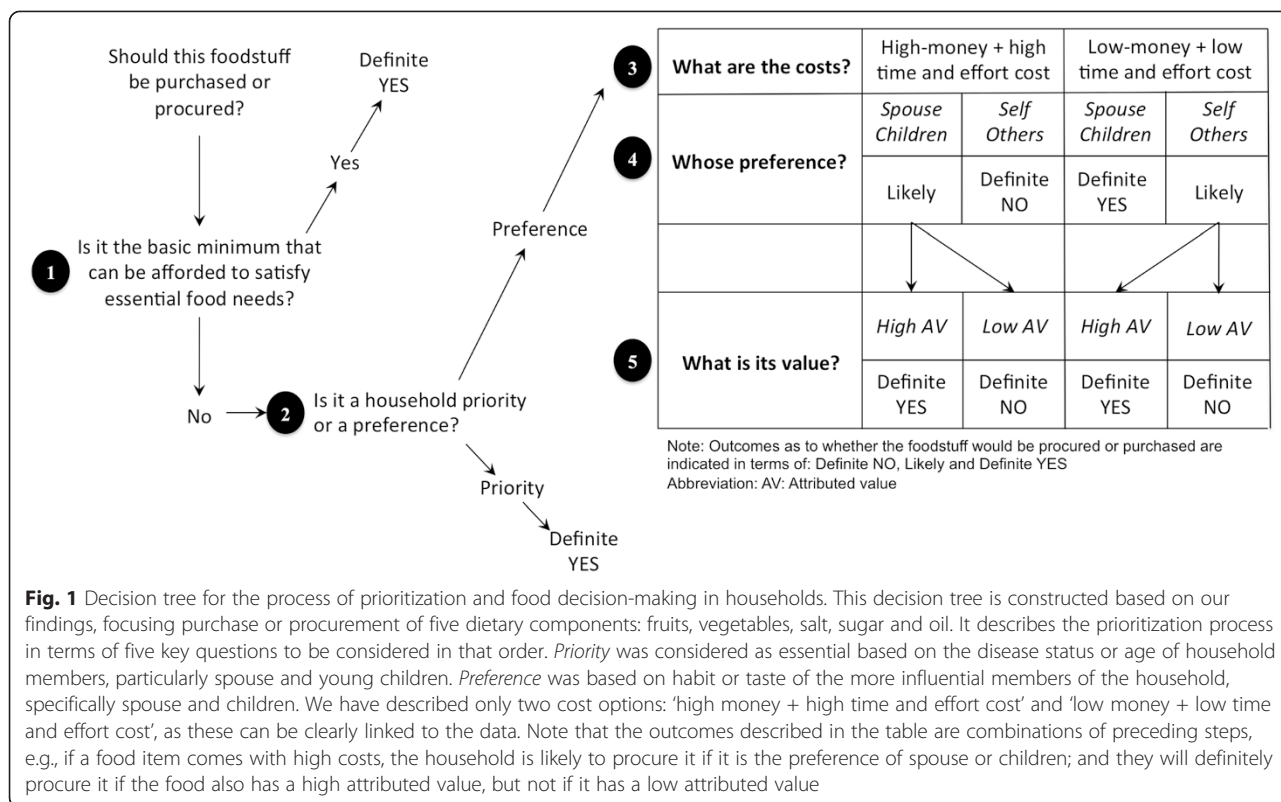 Should this foodstuff
be purchased or
procured?
Definite
YES
Yes
1
Is it the basic minimum that
can be afforded to satisfy
essential food needs?
No
2
Is it a household priority
or a preference?
Preference
Priority
Definite
YES
3
What are the costs?
High-money + high
time and effort cost
Low-money + low
time and effort cost
4
Whose preference?
Spouse
Children
Self
Others
Spouse
Children
Self
Others
Likely
Definite
NO
Definite
YES
Likely
5
What is its value?
High AV
Low AV
High AV
Low AV
Definite
YES
Definite
NO
Definite
YES
Definite
NO
Note: Outcomes as to whether the foodstuff would be procured or purchased are
indicated in terms of: Definite NO, Likely and Definite YES
Abbreviation: AV: Attributed value
Fig. 1 Decision tree for the process of prioritization and food decision-making in households. This decision tree is constructed based on our
findings, focusing purchase or procurement of five dietary components: fruits, vegetables, salt, sugar and oil. It describes the prioritization process
in terms of five key questions to be considered in that order. Priority was considered as essential based on the disease status or age of household
members, particularly spouse and young children. Preference was based on habit or taste of the more influential members of the household,
specifically spouse and children. We have described only two cost options: ‘high money + high time and effort cost’ and ‘low money + low time
and effort cost’, as these can be clearly linked to the data. Note that the outcomes described in the table are combinations of preceding steps,
e.g., if a food item comes with high costs, the household is likely to procure it if it is the preference of spouse or children; and they will definitely
procure it if the food also has a high attributed value, but not if it has a low attributed value